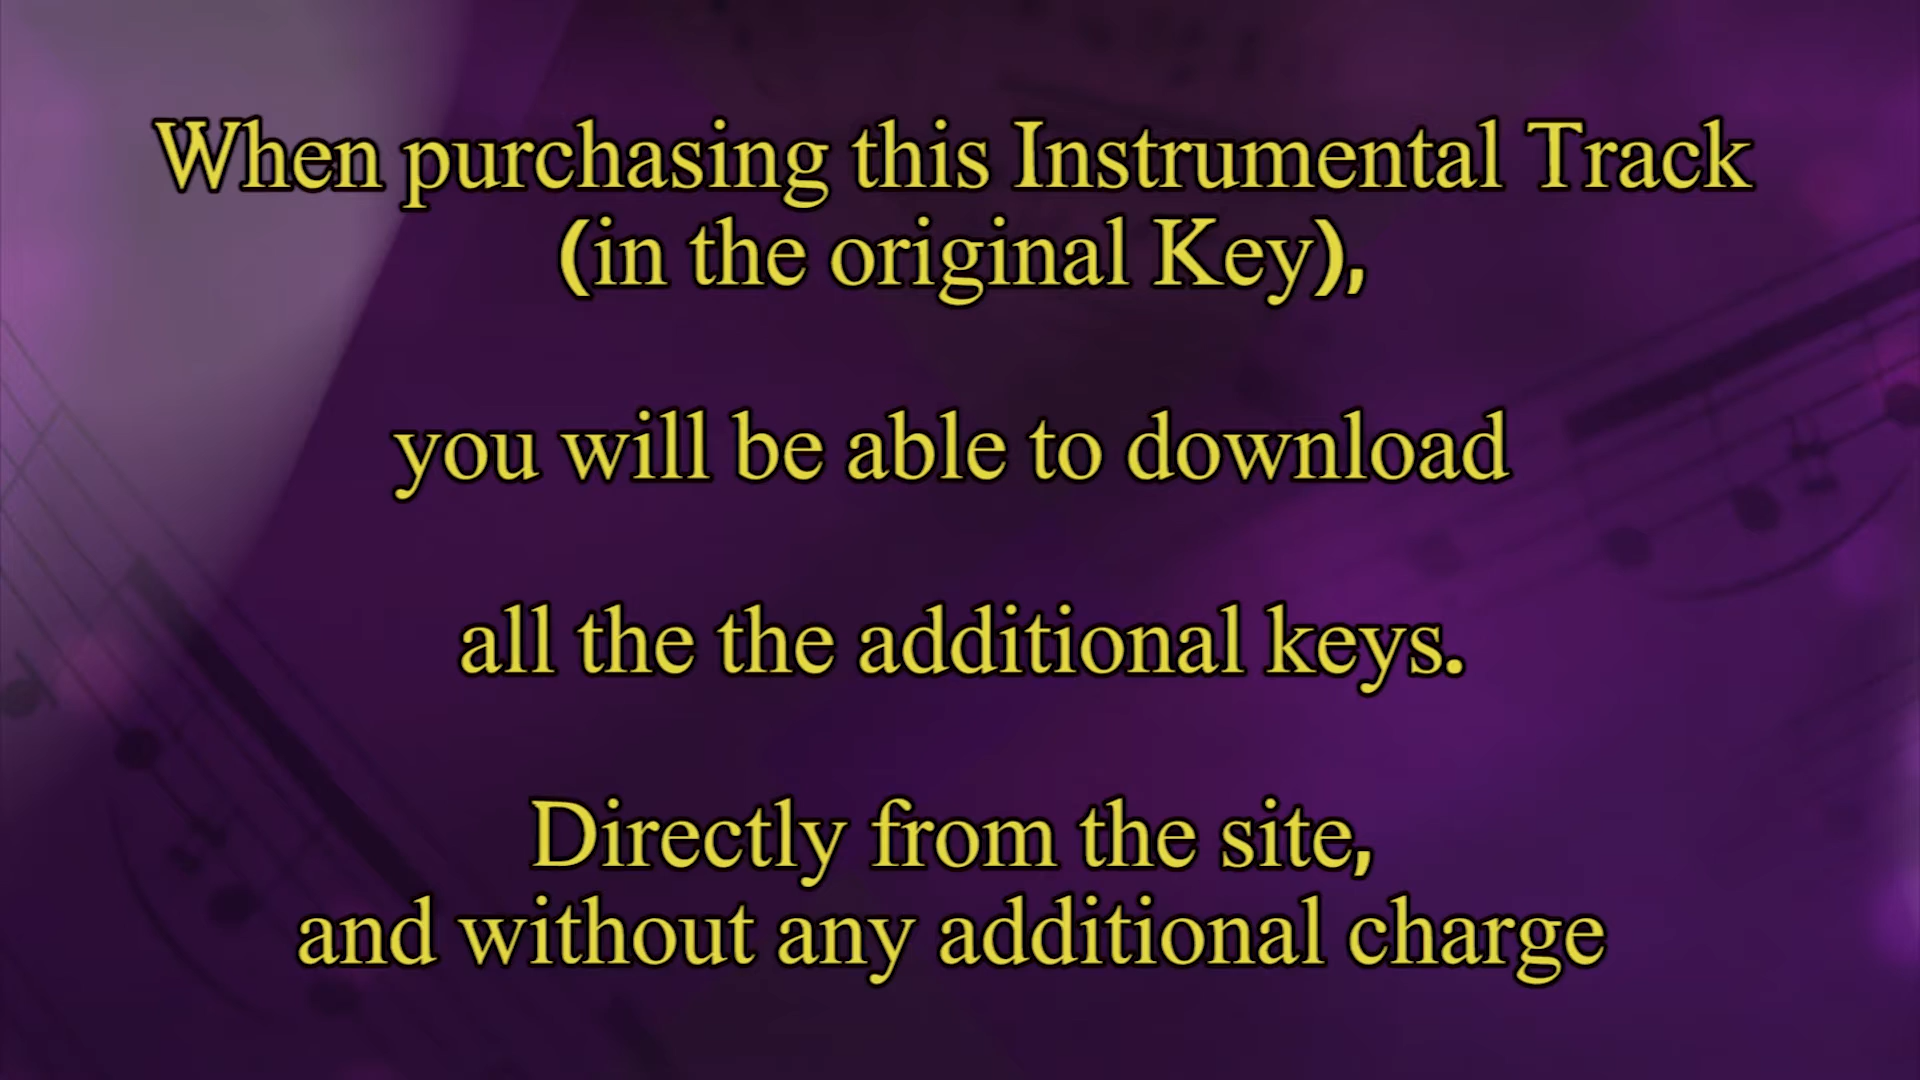 When purchasing this Instrumental Track
(in the original Key),
you will be able to download
all the the additional keys.
Directly from the site,
and without any additional charge